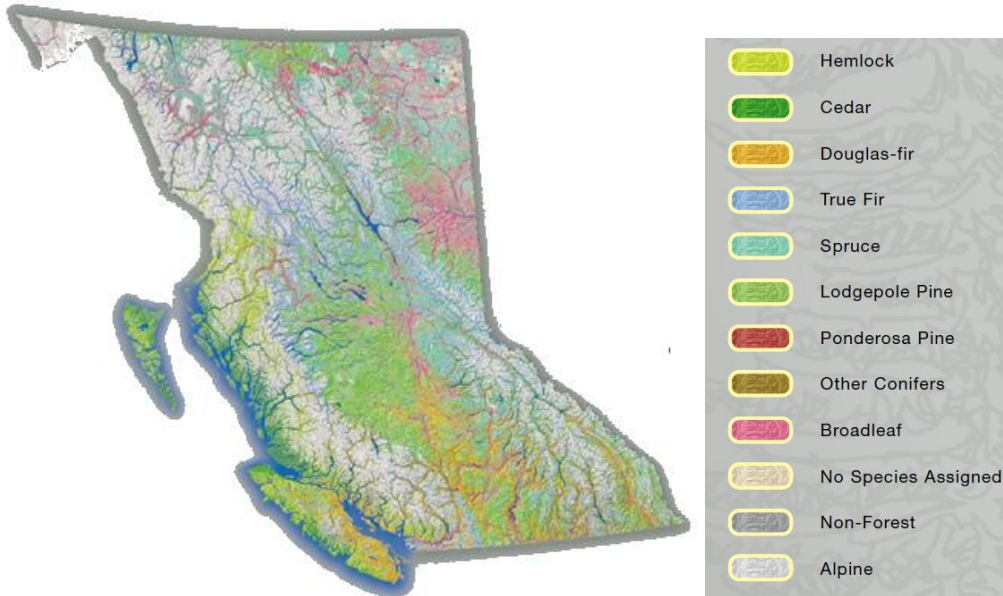 Hemlock
Cedar
Douglas-fir
True Fir
Spruce
Lodgepole Pine
Ponderosa Pine
Other Conifers
Broadleaf
No Species Assigned
Non-Forest
Alpine